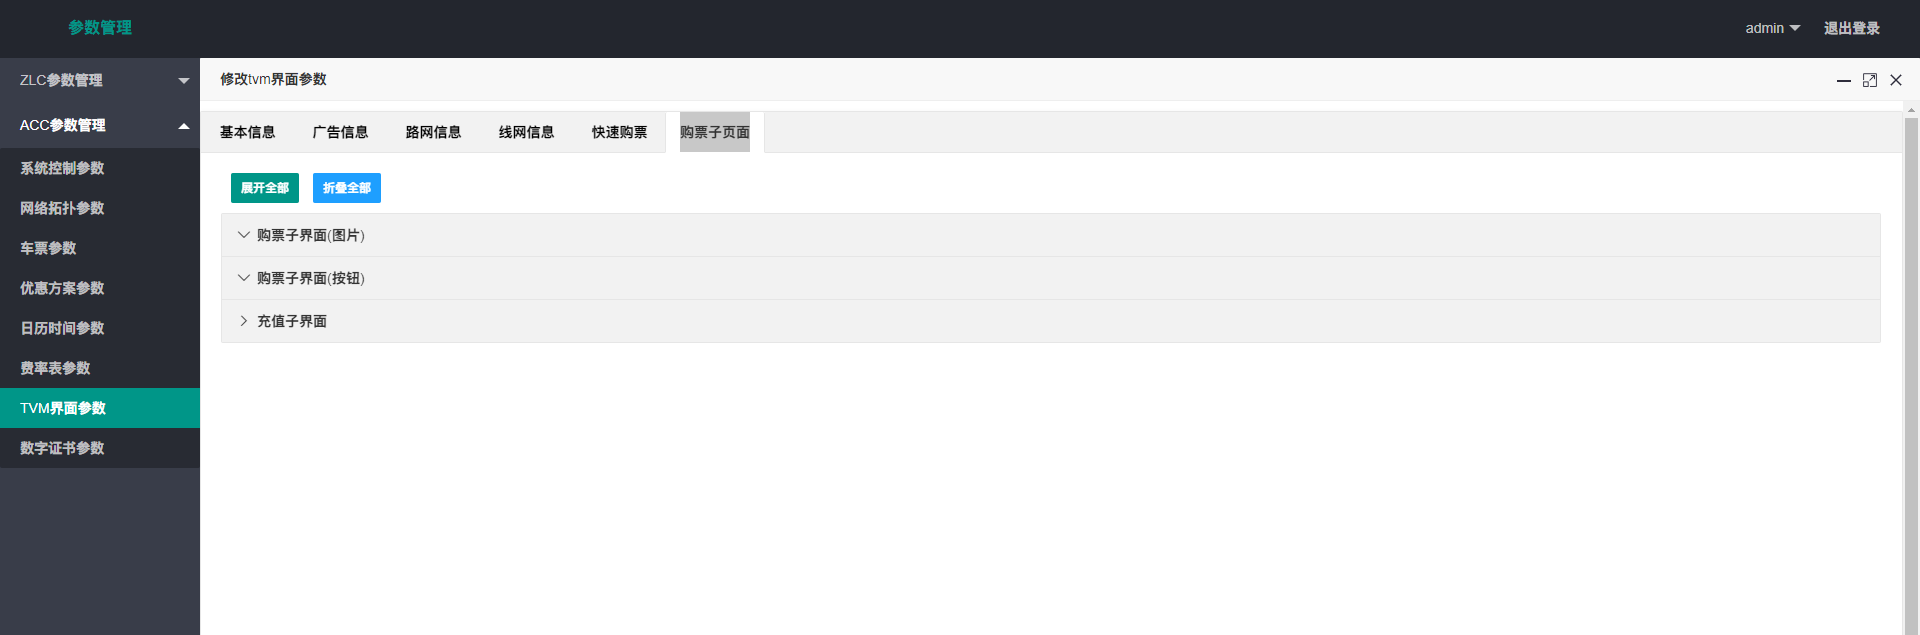 参数管理
admin 退出登录
ZLC参数管理
ACC参数管理
系统控制参数
网络拓扑参数
车票参数
优惠方案参数
日历时间参数
费率表参数
TVM界面参数
数字证书参数
修改tvm界面参数
基本信息 广告信息 路网信息 线网信息 快速购票 购票子页面
展开全部 折叠全部
购票子界面(图片)
购票子界面(按钮)
充值子界面